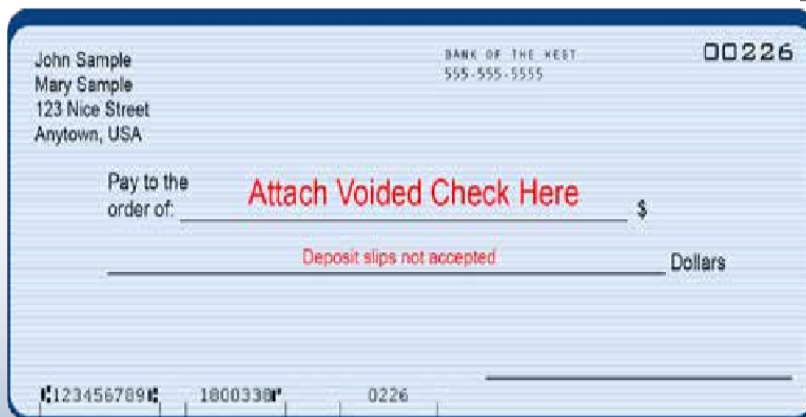 John Sample
Mary Sample
123 Nice Street
Anytown, USA
BANK OF THE WEST
555-555-5555
00226
Pay to the
order of:
Attach Voided Check Here
$
Deposit slips not accepted
Dollars
⑆123456789⑆ 1800338⑈ 0226